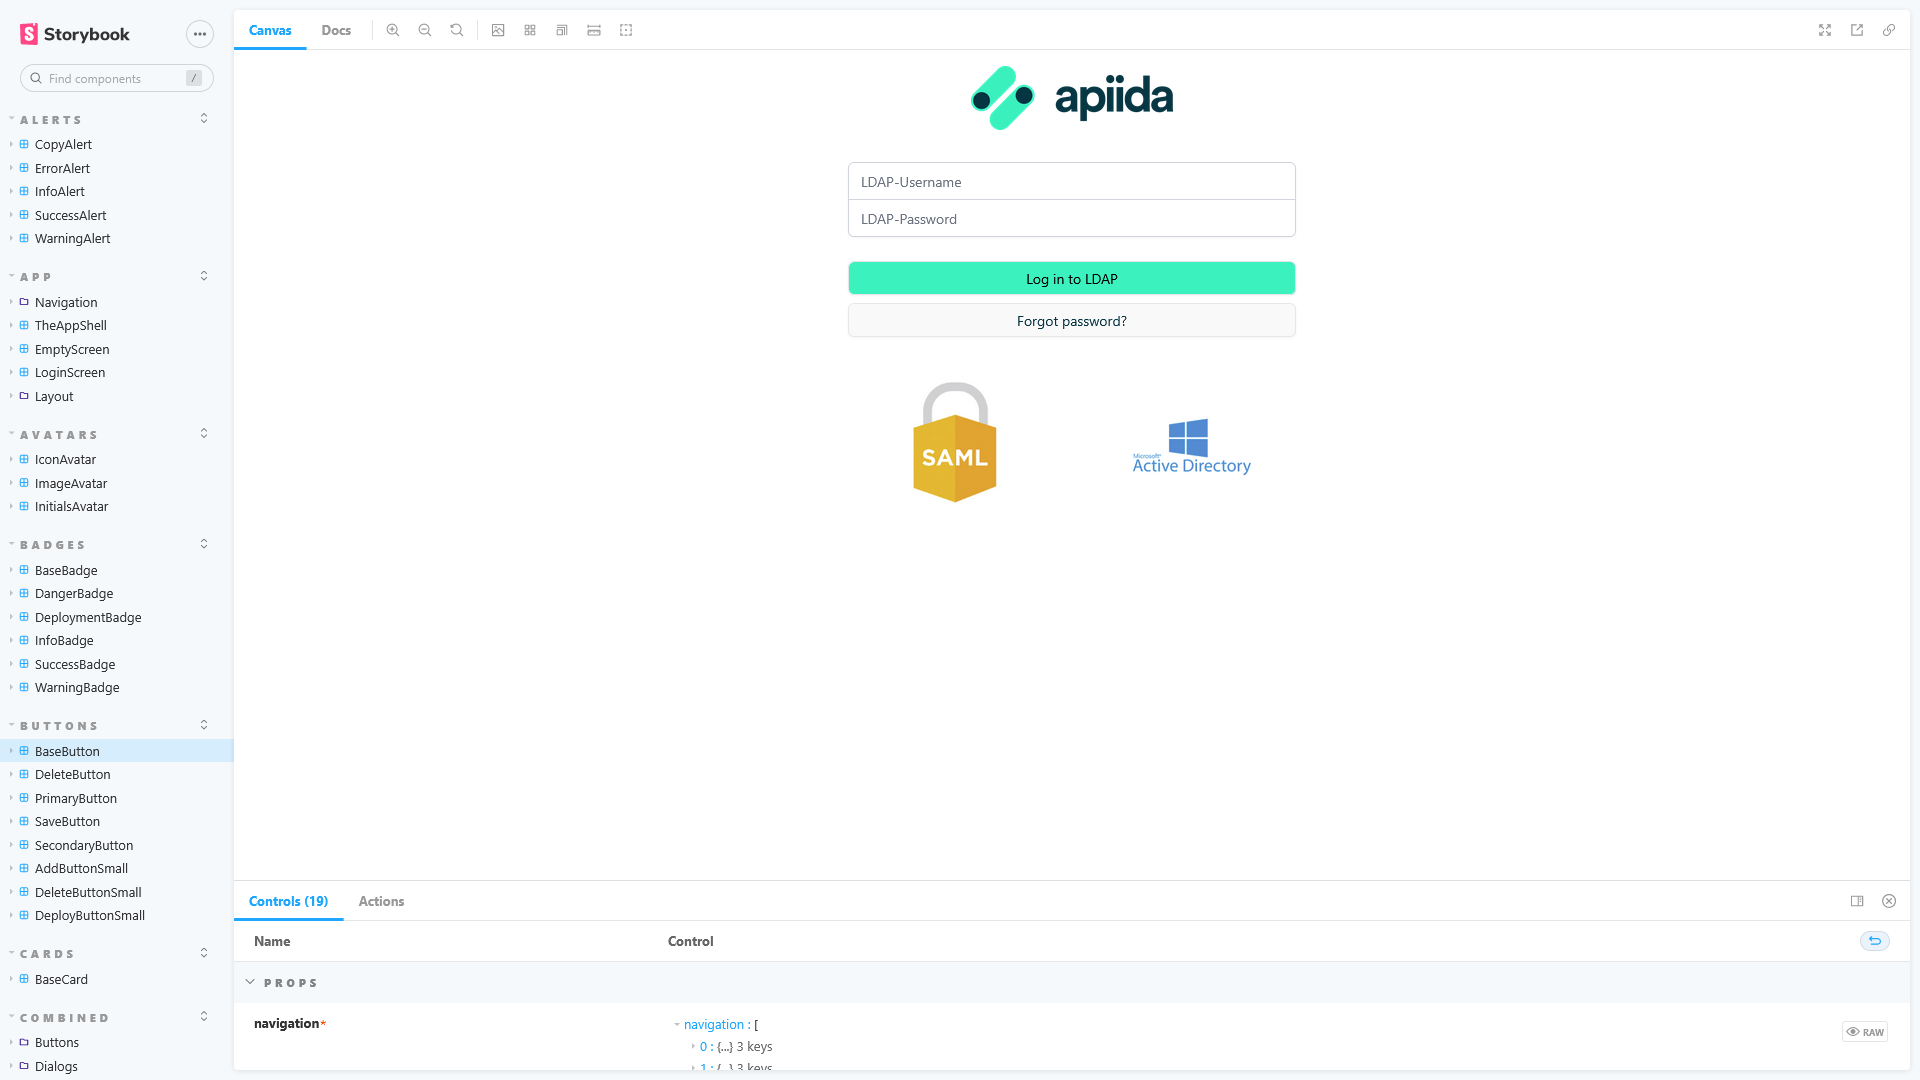 Storybook
Find components
/
ALERTS
CopyAlert
ErrorAlert
InfoAlert
SuccessAlert
WarningAlert
APP
Navigation
TheAppShell
EmptyScreen
LoginScreen
Layout
AVATARS
IconAvatar
ImageAvatar
InitialsAvatar
BADGES
BaseBadge
DangerBadge
DeploymentBadge
InfoBadge
SuccessBadge
WarningBadge
BUTTONS
BaseButton
DeleteButton
PrimaryButton
SaveButton
SecondaryButton
AddButtonSmall
DeleteButtonSmall
DeployButtonSmall
CARDS
BaseCard
COMBINED
Buttons
Dialogs
Canvas Docs
apiida
LDAP-Username
LDAP-Password
Log in to LDAP
Forgot password?
SAML
Microsoft®
Active Directory
Controls (19) Actions
Name Control
PROPS
navigation* navigation : [
RAW
0 : {...} 3 keys
1 : {...} 3 keys